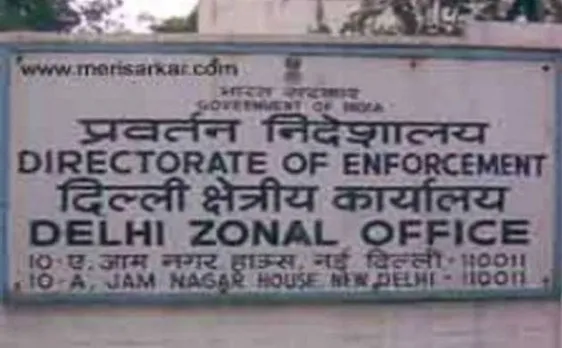 www.merisarkar.com
भारत सरकार
GOVERNMENT OF INDIA
प्रवर्तन निदेशालय
DIRECTORATE OF ENFORCEMENT
दिल्ली क्षेत्रीय कार्यालय
DELHI ZONAL OFFICE
10-ए, जाम नगर हाऊस, नई दिल्ली - 110011
10-A, JAM NAGAR HOUSE NEW DELHI - 110011